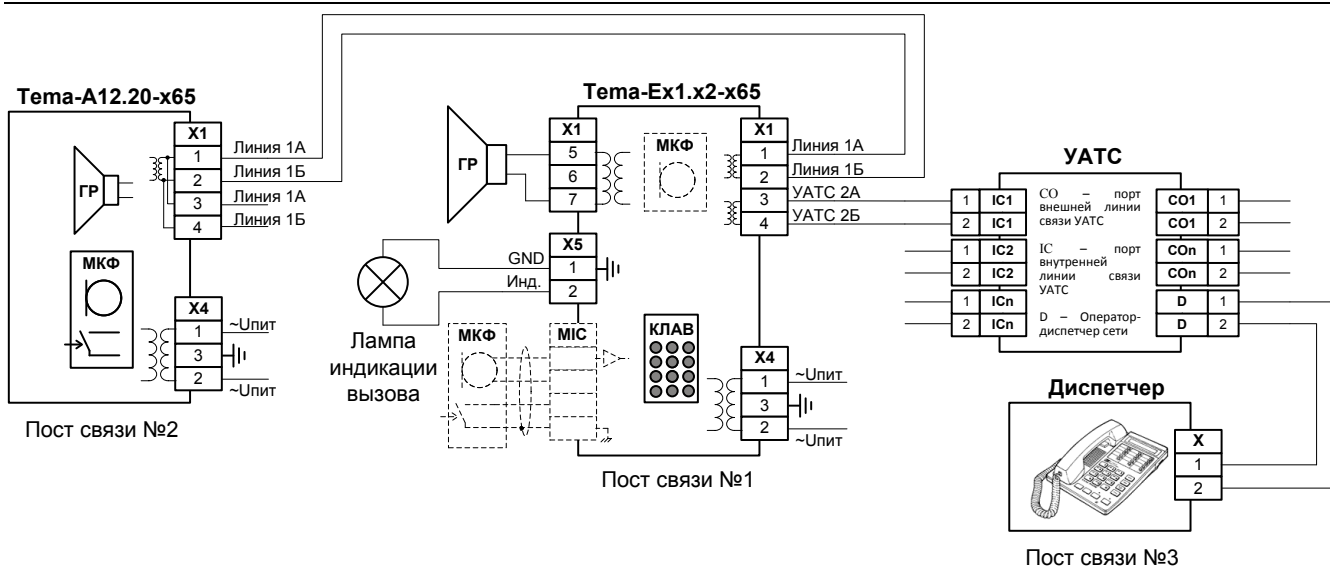 Tema-A12.20-x65
ГР
МКФ
X1
1
2
3
4
Линия 1А
Линия 1Б
Линия 1А
Линия 1Б
X4
1
3
2
~Uпит
~Uпит
Пост связи №2
Tema-Ex1.x2-x65
ГР
X1
5
6
7
МКФ
X1
1
2
3
4
Линия 1А
Линия 1Б
УАТС 2А
УАТС 2Б
X5
1
2
GND
Инд.
Лампа
индикации
вызова
МКФ
MIC
КЛАВ
X4
1
3
2
~Uпит
~Uпит
Пост связи №1
УАТС
1 IC1
2 IC1
1 IC2
2 IC2
1 ICn
2 ICn
CO – порт
внешней линии
связи УАТС
IC – порт
внутренней
линии связи
УАТС
D – Оператор-
диспетчер сети
CO1 1
CO1 2
COn 1
COn 2
D 1
D 2
Диспетчер
X
1
2
Пост связи №3